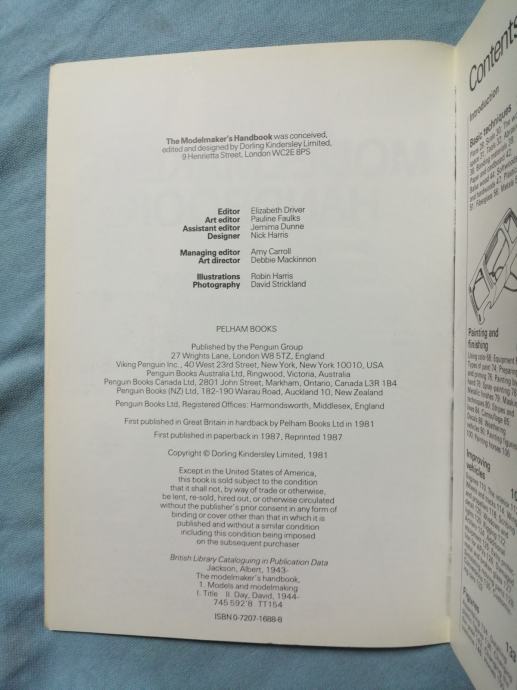 The Modelmaker's Handbook was conceived,
edited and designed by Dorling Kindersley Limited,
9 Henrietta Street, London WC2E 8PS
Editor Elizabeth Driver
Art editor Pauline Faulks
Assistant editor Jemima Dunne
Designer Nick Harris
Managing editor Amy Carroll
Art director Debbie Mackinnon
Illustrations Robin Harris
Photography David Strickland
PELHAM BOOKS
Published by the Penguin Group
27 Wrights Lane, London W8 5TZ, England
Viking Penguin Inc., 40 West 23rd Street, New York, New York 10010, USA
Penguin Books Australia Ltd, Ringwood, Victoria, Australia
Penguin Books Canada Ltd, 2801 John Street, Markham, Ontario, Canada L3R 1B4
Penguin Books (NZ) Ltd, 182-190 Wairau Road, Auckland 10, New Zealand
Penguin Books Ltd, Registered Offices: Harmondsworth, Middlesex, England
First published in Great Britain in hardback by Pelham Books Ltd in 1981
First published in paperback in 1987, Reprinted 1987
Copyright © Dorling Kindersley Limited, 1981
Except in the United States of America,
this book is sold subject to the condition
that it shall not, by way of trade or otherwise,
be lent, re-sold, hired out, or otherwise circulated
without the publisher's prior consent in any form of
binding or cover other than that in which it is
published and without a similar condition
including this condition being imposed
on the subsequent purchaser
British Library Cataloguing in Publication Data
Jackson, Albert, 1943-
The modelmaker's handbook.
1. Models and modelmaking
I. Title II. Day, David, 1944-
745 592'8 TT154
ISBN 0-7207-1688-8
Contents
Introduction
Basic techniques
Painting and
finishing
Improving
vehicles
Figures
133